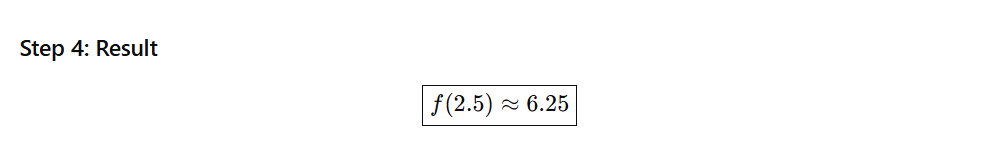 Step 4: Result
f(2.5) ≈ 6.25